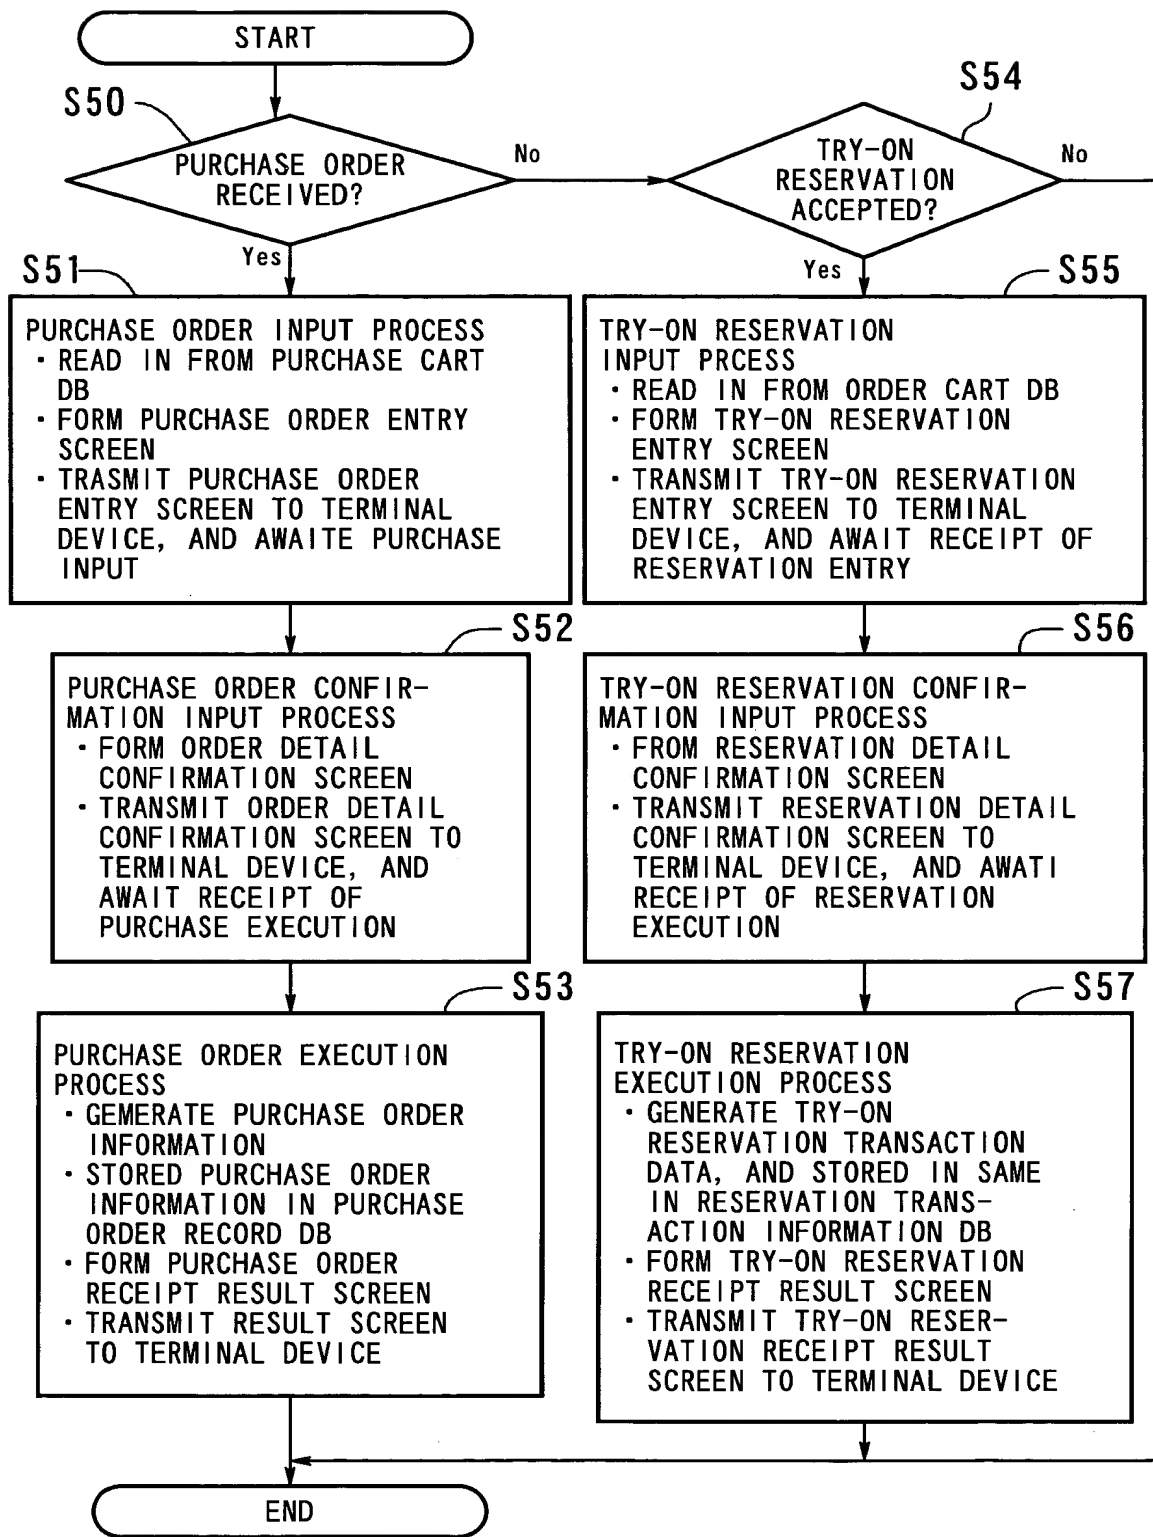 START
S50
PURCHASE ORDER
RECEIVED?
No
Yes
S54
TRY-ON
RESERVATION
ACCEPTED?
No
Yes
S51
PURCHASE ORDER INPUT PROCESS
・READ IN FROM PURCHASE CART
DB
・FORM PURCHASE ORDER ENTRY
SCREEN
・TRASMIT PURCHASE ORDER
ENTRY SCREEN TO TERMINAL
DEVICE, AND AWAITE PURCHASE
INPUT
S55
TRY-ON RESERVATION
INPUT PRCESS
・READ IN FROM ORDER CART DB
・FORM TRY-ON RESERVATION
ENTRY SCREEN
・TRANSMIT TRY-ON RESERVATION
ENTRY SCREEN TO TERMINAL
DEVICE, AND AWAIT RECEIPT OF
RESERVATION ENTRY
S52
PURCHASE ORDER CONFIR-
MATION INPUT PROCESS
・FORM ORDER DETAIL
CONFIRMATION SCREEN
・TRANSMIT ORDER DETAIL
CONFIRMATION SCREEN TO
TERMINAL DEVICE, AND
AWAIT RECEIPT OF
PURCHASE EXECUTION
S56
TRY-ON RESERVATION CONFIR-
MATION INPUT PROCESS
・FROM RESERVATION DETAIL
CONFIRMATION SCREEN
・TRANSMIT RESERVATION DETAIL
CONFIRMATION SCREEN TO
TERMINAL DEVICE, AND AWATI
RECEIPT OF RESERVATION
EXECUTION
S53
PURCHASE ORDER EXECUTION
PROCESS
・GEMERATE PURCHASE ORDER
INFORMATION
・STORED PURCHASE ORDER
INFORMATION IN PURCHASE
ORDER RECORD DB
・FORM PURCHASE ORDER
RECEIPT RESULT SCREEN
・TRANSMIT RESULT SCREEN
TO TERMINAL DEVICE
S57
TRY-ON RESERVATION
EXECUTION PROCESS
・GENERATE TRY-ON
RESERVATION TRANSACTION
DATA, AND STORED IN SAME
IN RESERVATION TRANS-
ACTION INFORMATION DB
・FORM TRY-ON RESERVATION
RECEIPT RESULT SCREEN
・TRANSMIT TRY-ON RESER-
VATION RECEIPT RESULT
SCREEN TO TERMINAL DEVICE
END